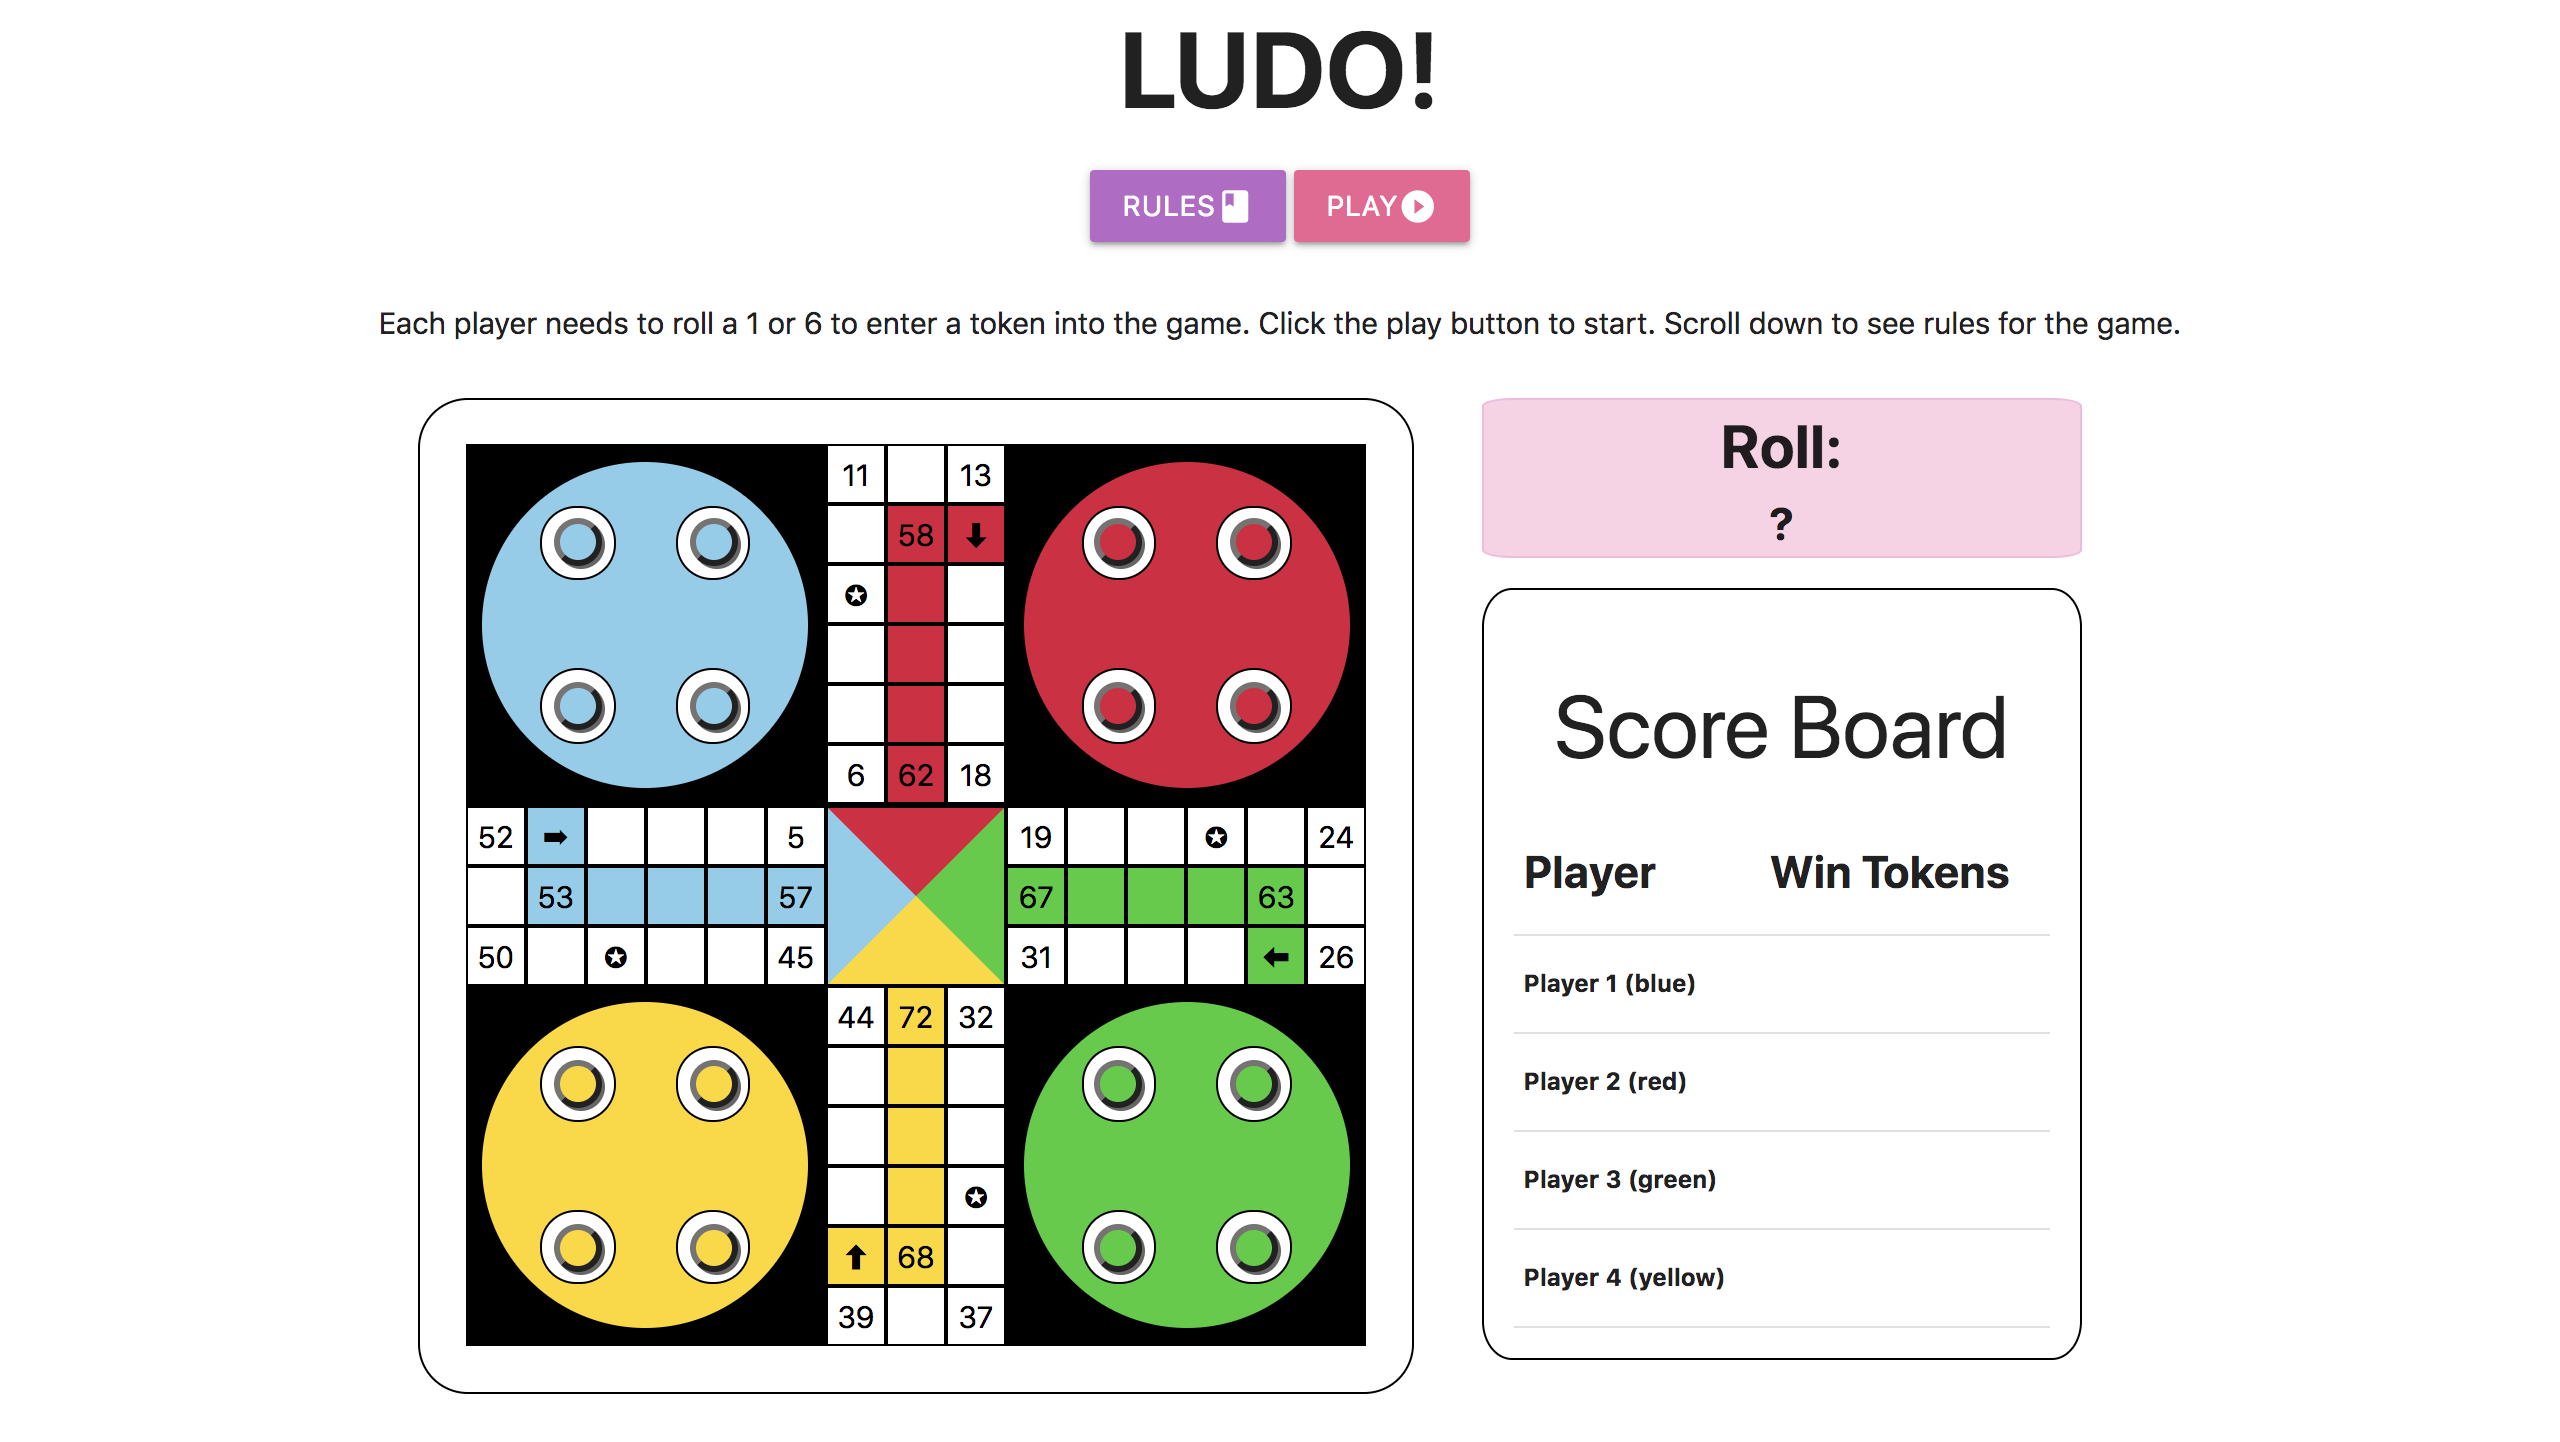 LUDO!
RULES PLAY
Each player needs to roll a 1 or 6 to enter a token into the game. Click the play button to start. Scroll down to see rules for the game.
11 13
58
6 62 18
52 5
53 57
50 45
19 24
67 63
31 26
44 72 32
68
39 37
Roll:
?
Score Board
Player Win Tokens
Player 1 (blue)
Player 2 (red)
Player 3 (green)
Player 4 (yellow)